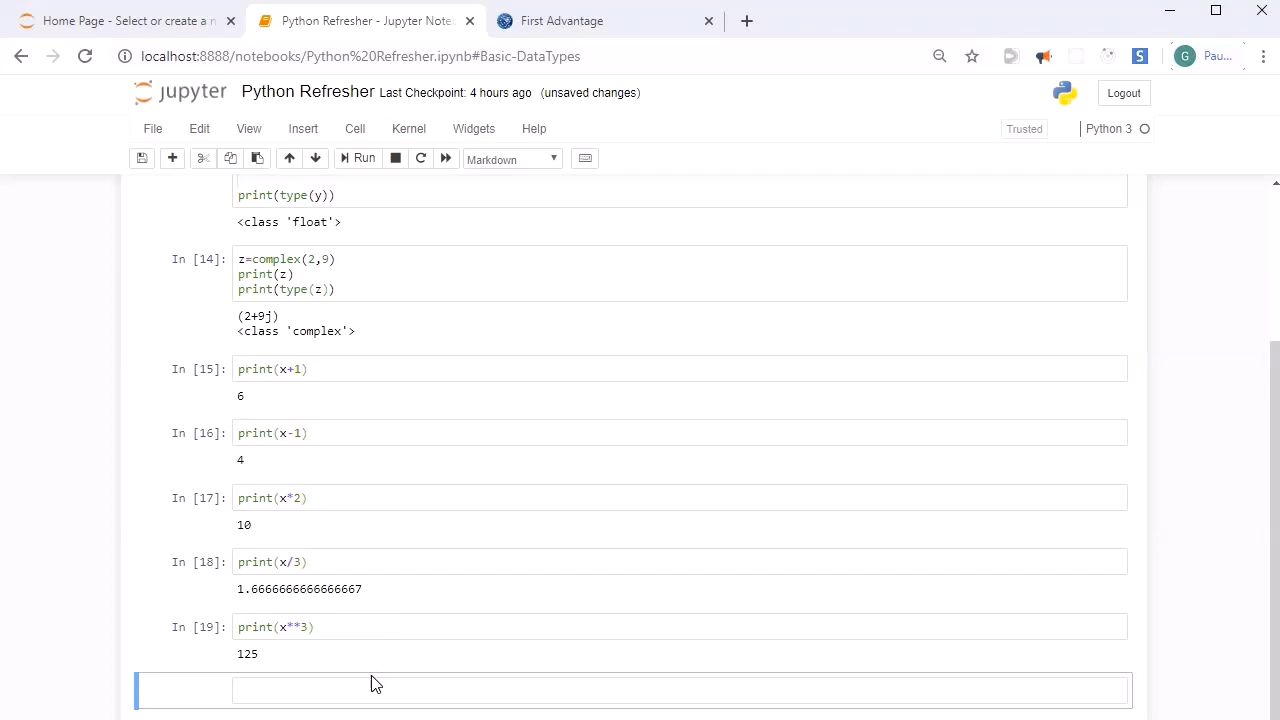 Home Page - Select or create a n
Python Refresher - Jupyter Note
First Advantage
localhost:8888/notebooks/Python%20Refresher.ipynb#Basic-DataTypes
S
G
Pau...
jupyter
Python Refresher Last Checkpoint: 4 hours ago (unsaved changes)
Logout
File Edit View Insert Cell Kernel Widgets Help
Trusted
Python 3
Run
Markdown
print(type(y))
<class 'float'>
In [14]:
z=complex(2,9)
print(z)
print(type(z))
(2+9j)
<class 'complex'>
In [15]: print(x+1)
6
In [16]: print(x-1)
4
In [17]: print(x*2)
10
In [18]: print(x/3)
1.6666666666666667
In [19]: print(x**3)
125